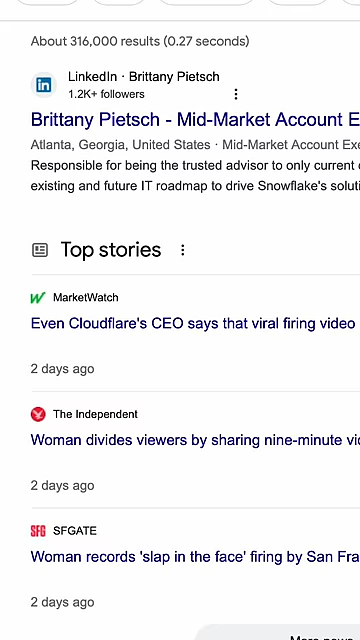 About 316,000 results (0.27 seconds)
LinkedIn · Brittany Pietsch
1.2K+ followers
Brittany Pietsch - Mid-Market Account E
Atlanta, Georgia, United States · Mid-Market Account Exe
Responsible for being the trusted advisor to only current
existing and future IT roadmap to drive Snowflake's soluti
Top stories
MarketWatch
Even Cloudflare's CEO says that viral firing video
2 days ago
The Independent
Woman divides viewers by sharing nine-minute vi
2 days ago
SFG SFGATE
Woman records 'slap in the face' firing by San Fra
2 days ago